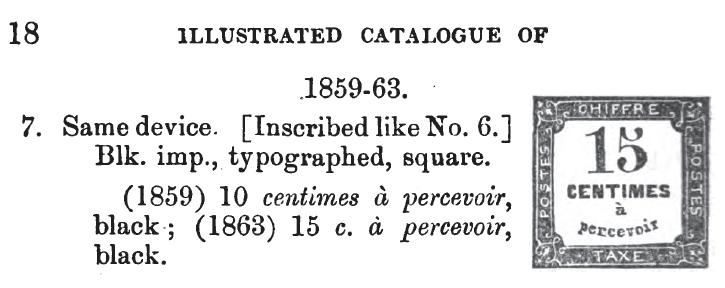 18 ILLUSTRATED CATALOGUE OF
1859-63.
7. Same device. [Inscribed like No. 6.]
Blk. imp., typographed, square.
(1859) 10 centimes à percevoir,
black; (1863) 15 c. à percevoir,
black.
CHIFFRE
POSTES
15
CENTIMES
à
percevoir
POSTES
TAXE